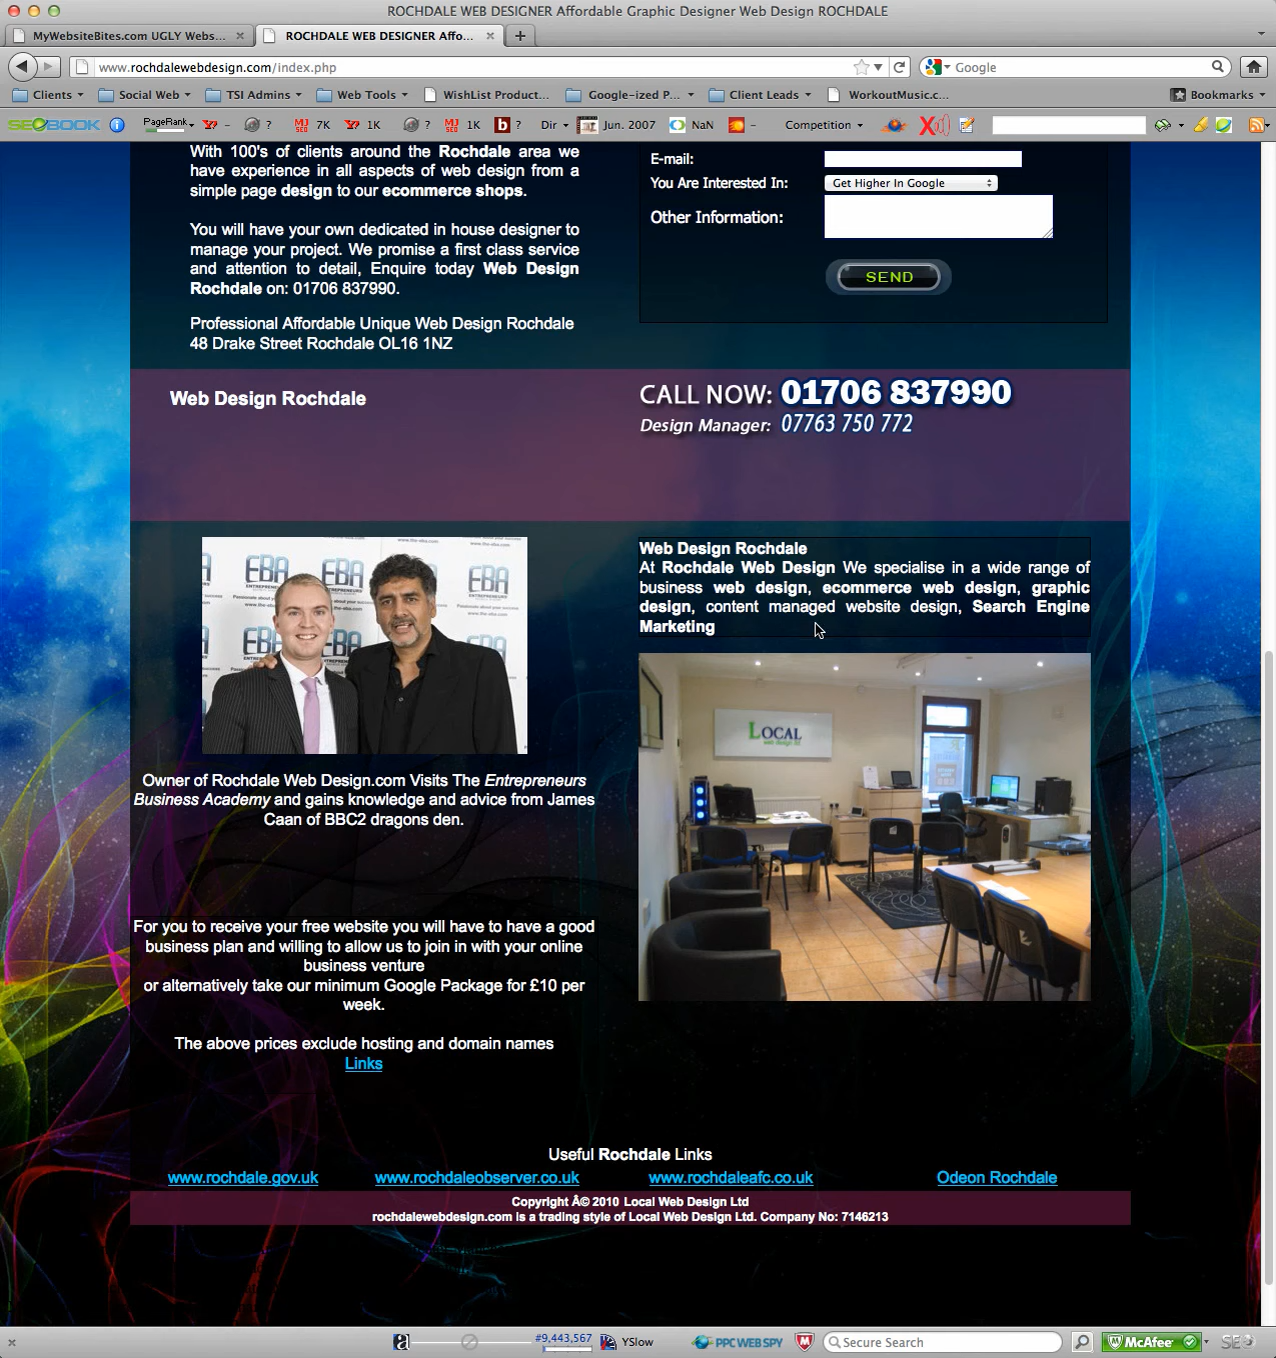 ROCHDALE WEB DESIGNER Affordable Graphic Designer Web Design ROCHDALE
MyWebsiteBites.com UGLY Webs...
ROCHDALE WEB DESIGNER Affo...
www.rochdalewebdesign.com/index.php
Google
Clients
Social Web
TSI Admins
Web Tools
WishList Product...
Google-ized P...
Client Leads
WorkoutMusic.c...
Bookmarks
SEOBOOK
PageRank
-
?
7K
1K
?
1K
b ?
Dir
Jun. 2007
NaN
-
Competition
With 100's of clients around the Rochdale area we
have experience in all aspects of web design from a
simple page design to our ecommerce shops.
You will have your own dedicated in house designer to
manage your project. We promise a first class service
and attention to detail, Enquire today Web Design
Rochdale on: 01706 837990.
Professional Affordable Unique Web Design Rochdale
48 Drake Street Rochdale OL16 1NZ
E-mail:
You Are Interested In:
Get Higher In Google
Other Information:
SEND
Web Design Rochdale
CALL NOW: 01706 837990
Design Manager: 07763 750 772
EBA
EBA
EBA
EBA
Owner of Rochdale Web Design.com Visits The Entrepreneurs
Business Academy and gains knowledge and advice from James
Caan of BBC2 dragons den.
Web Design Rochdale
At Rochdale Web Design We specialise in a wide range of
business web design, ecommerce web design, graphic
design, content managed website design, Search Engine
Marketing
LOCAL
web design ltd
For you to receive your free website you will have to have a good
business plan and willing to allow us to join in with your online
business venture
or alternatively take our minimum Google Package for £10 per
week.
The above prices exclude hosting and domain names
Links
Useful Rochdale Links
www.rochdale.gov.uk
www.rochdaleobserver.co.uk
www.rochdaleafc.co.uk
Odeon Rochdale
Copyright Â© 2010 Local Web Design Ltd
rochdalewebdesign.com is a trading style of Local Web Design Ltd. Company No: 7146213
a
#9,443,567
YSlow
PPC WEB SPY
Secure Search
McAfee
SEO